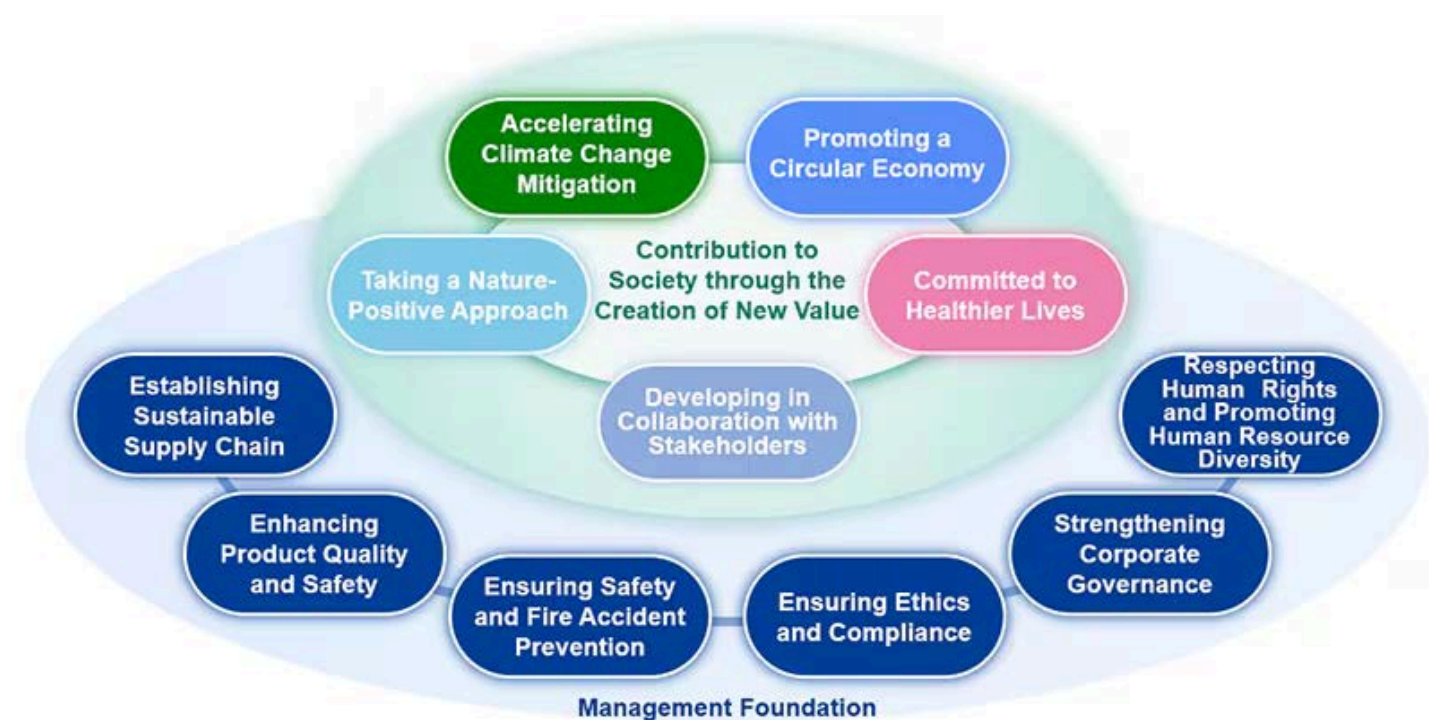 Accelerating
Climate Change
Mitigation
Promoting a
Circular Economy
Taking a Nature-
Positive Approach
Contribution to
Society through the
Creation of New Value
Committed to
Healthier Lives
Developing in
Collaboration with
Stakeholders
Establishing
Sustainable
Supply Chain
Enhancing
Product Quality
and Safety
Ensuring Safety
and Fire Accident
Prevention
Ensuring Ethics
and Compliance
Strengthening
Corporate
Governance
Respecting
Human Rights
and Promoting
Human Resource
Diversity
Management Foundation